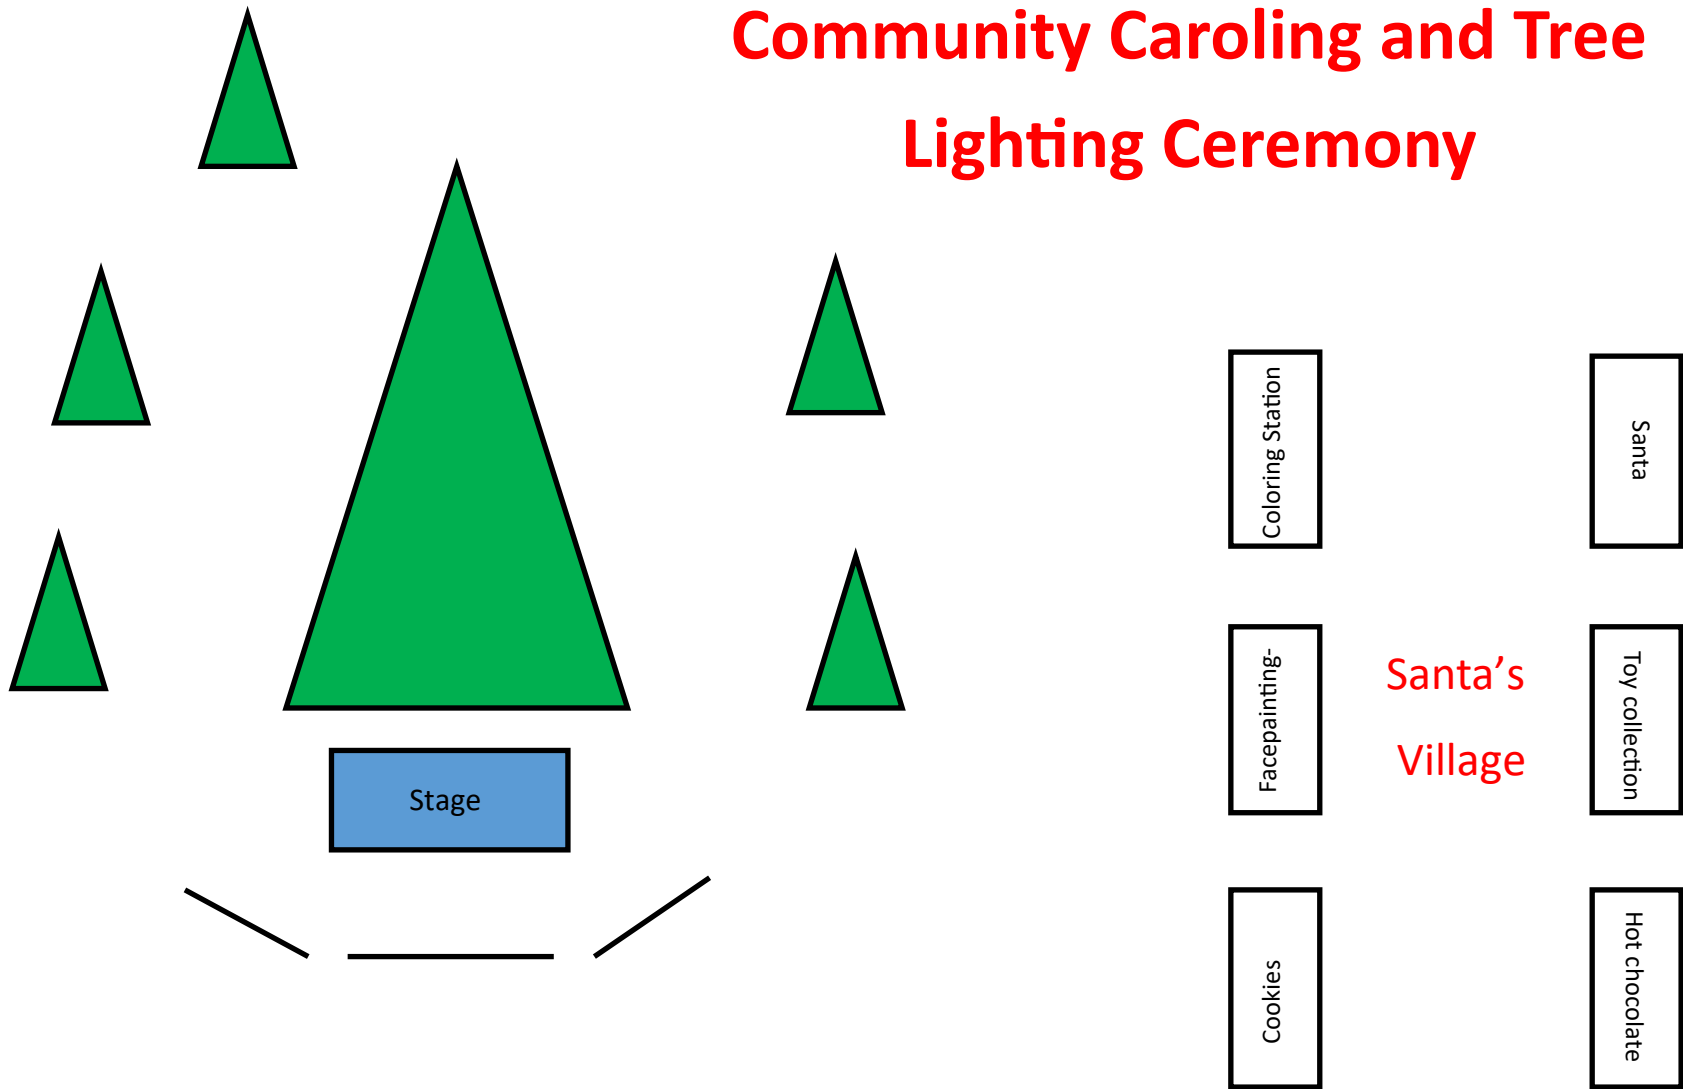 Community Caroling and Tree
Lighting Ceremony
Coloring Station
Santa
Facepainting-
Santa’s
Village
Toy collection
Stage
Cookies
Hot chocolate